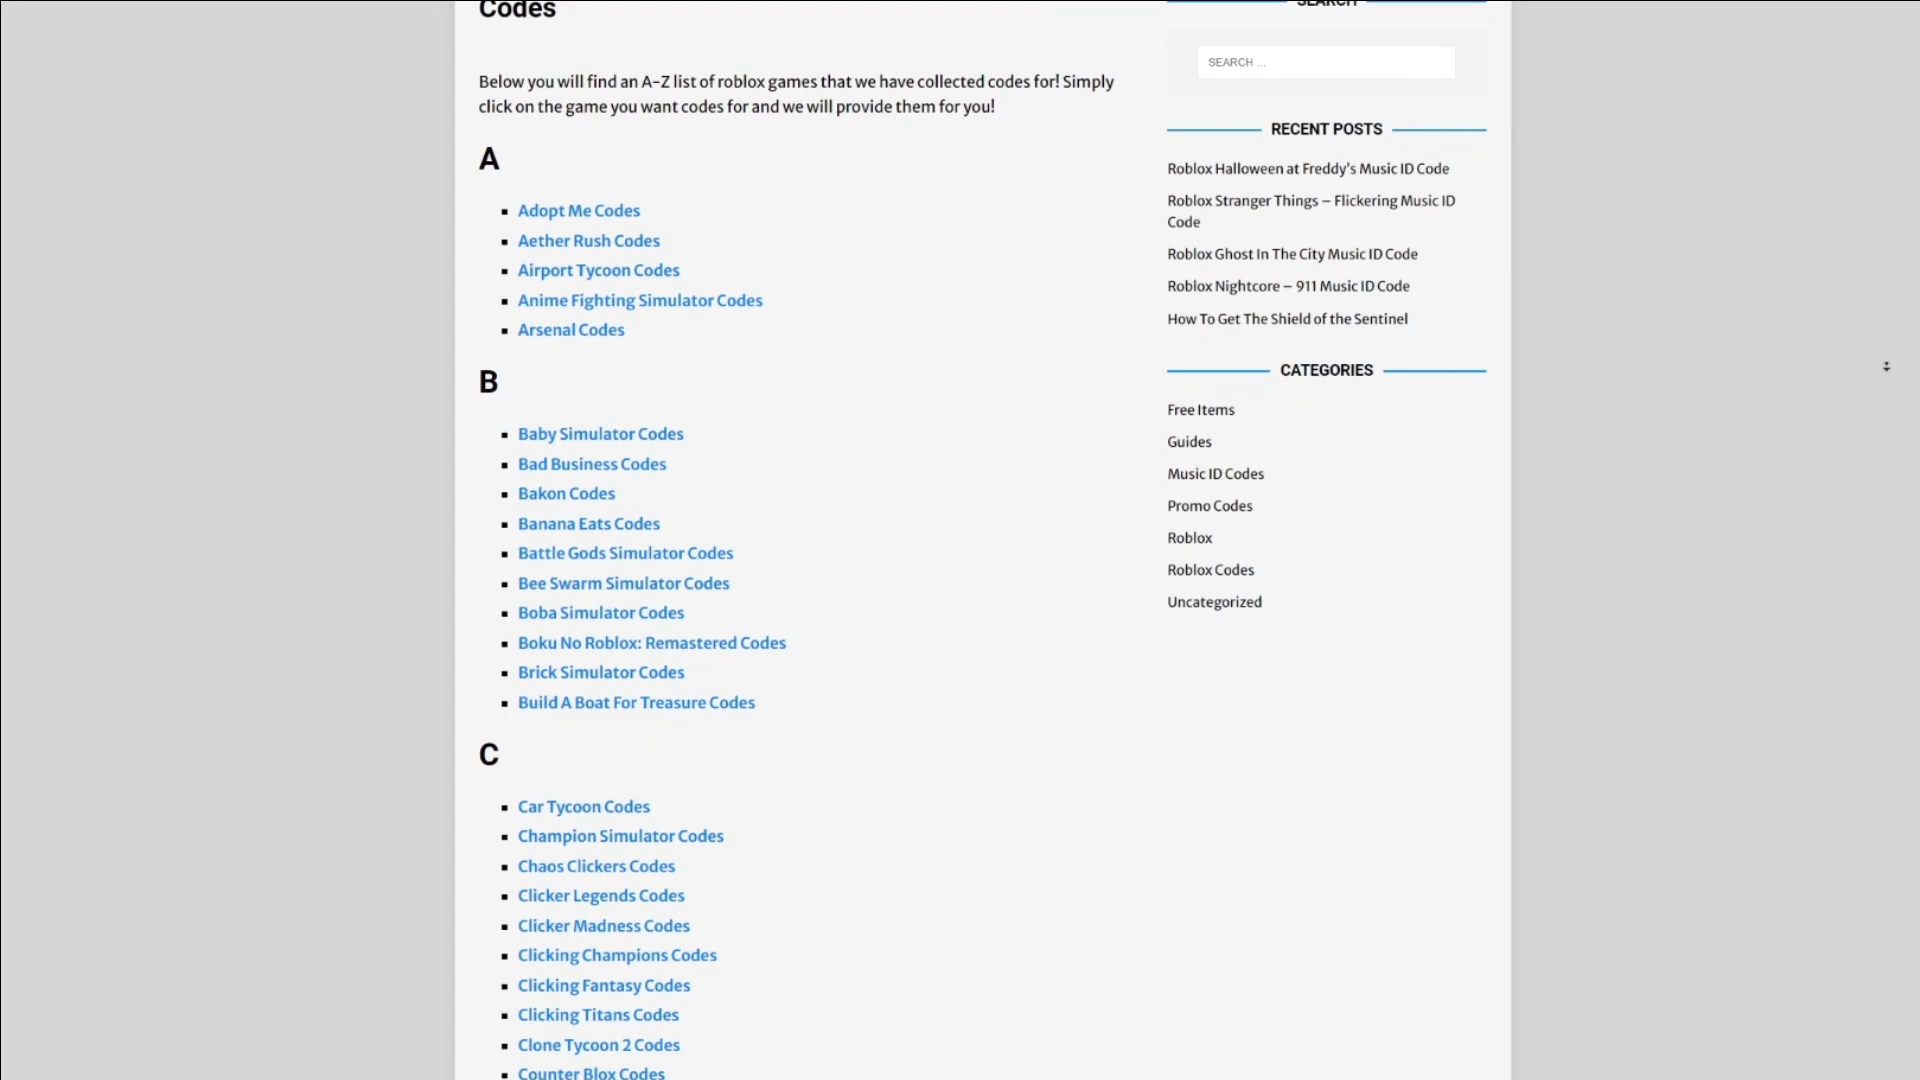 Codes
Below you will find an A-Z list of roblox games that we have collected codes for! Simply
click on the game you want codes for and we will provide them for you!
A
Adopt Me Codes
Aether Rush Codes
Airport Tycoon Codes
Anime Fighting Simulator Codes
Arsenal Codes
B
Baby Simulator Codes
Bad Business Codes
Bakon Codes
Banana Eats Codes
Battle Gods Simulator Codes
Bee Swarm Simulator Codes
Boba Simulator Codes
Boku No Roblox: Remastered Codes
Brick Simulator Codes
Build A Boat For Treasure Codes
C
Car Tycoon Codes
Champion Simulator Codes
Chaos Clickers Codes
Clicker Legends Codes
Clicker Madness Codes
Clicking Champions Codes
Clicking Fantasy Codes
Clicking Titans Codes
Clone Tycoon 2 Codes
Counter Blox Codes
SEARCH
SEARCH ...
RECENT POSTS
Roblox Halloween at Freddy's Music ID Code
Roblox Stranger Things – Flickering Music ID
Code
Roblox Ghost In The City Music ID Code
Roblox Nightcore – 911 Music ID Code
How To Get The Shield of the Sentinel
CATEGORIES
Free Items
Guides
Music ID Codes
Promo Codes
Roblox
Roblox Codes
Uncategorized